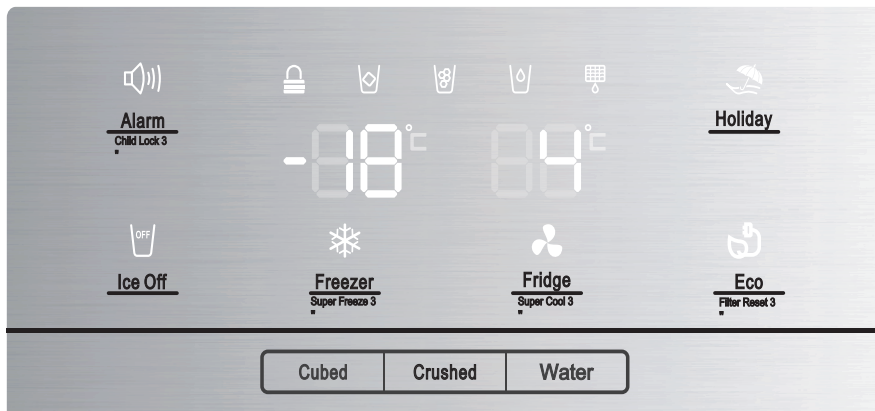 Alarm
Child Lock 3
Holiday
-18°C
4°C
OFF
Ice Off
Freezer
Super Freeze 3
Fridge
Super Cool 3
Eco
Filter Reset 3
Cubed
Crushed
Water